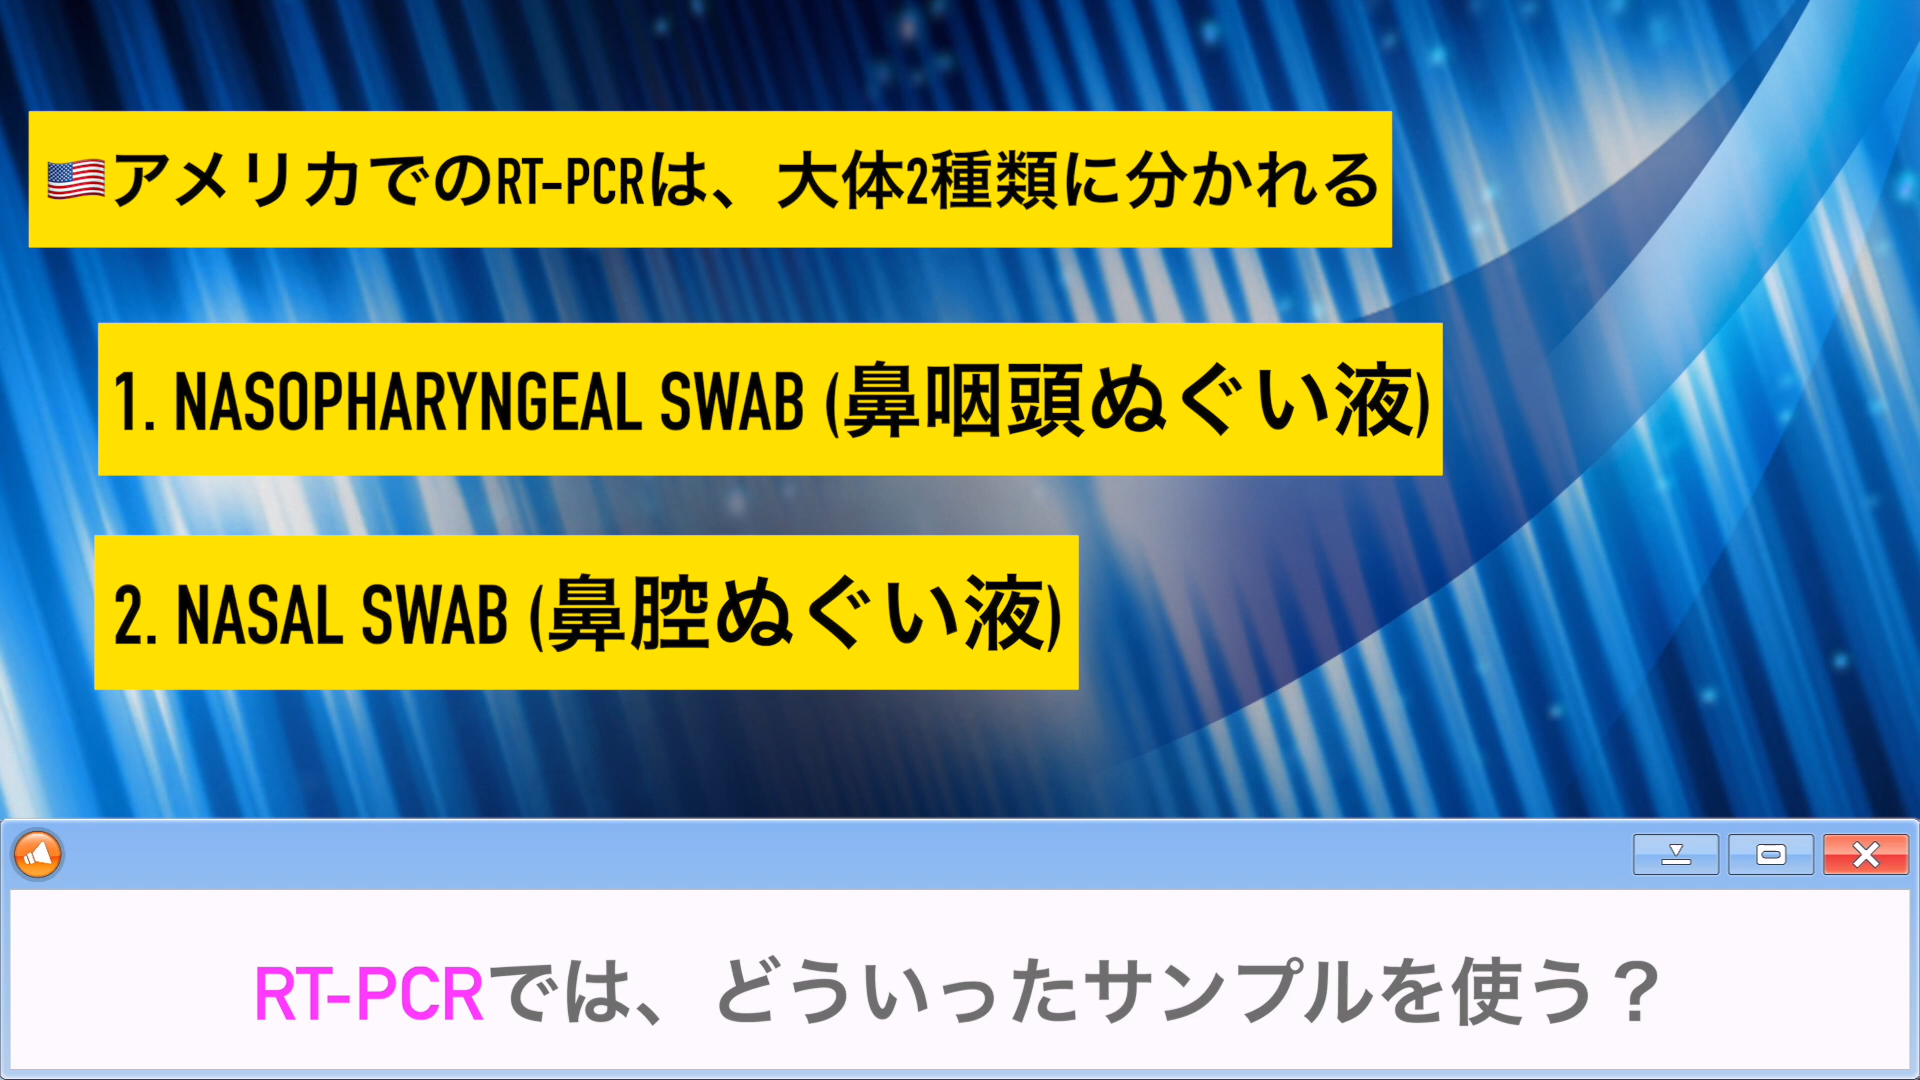 🇺🇸アメリカでのRT-PCRは、大体2種類に分かれる
1. NASOPHARYNGEAL SWAB (鼻咽頭ぬぐい液)
2. NASAL SWAB (鼻腔ぬぐい液)
RT-PCRでは、どういったサンプルを使う？